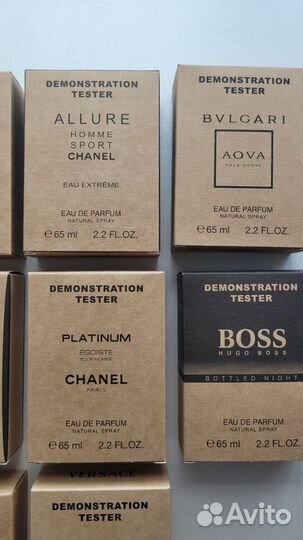 DEMONSTRATION
TESTER
ALLURE
HOMME
SPORT
CHANEL
EAU EXTRÊME
EAU DE PARFUM
NATURAL SPRAY
℮ 65 ml 2.2 FL.OZ.
DEMONSTRATION
TESTER
BVLGARI
AQVA
POUR HOMME
EAU DE PARFUM
NATURAL SPRAY
℮ 65 ml 2.2 FL.OZ.
DEMONSTRATION
TESTER
PLATINUM
ÉGOÏSTE
POUR HOMME
CHANEL
PARIS
EAU DE PARFUM
NATURAL SPRAY
℮ 65 ml 2.2 FL.OZ.
DEMONSTRATION
TESTER
BOSS
HUGO BOSS
BOTTLED NIGHT
EAU DE PARFUM
NATURAL SPRAY
℮ 65 ml 2.2 FL.OZ.
VERSACE
DEMONSTRATION
TESTER
Avito